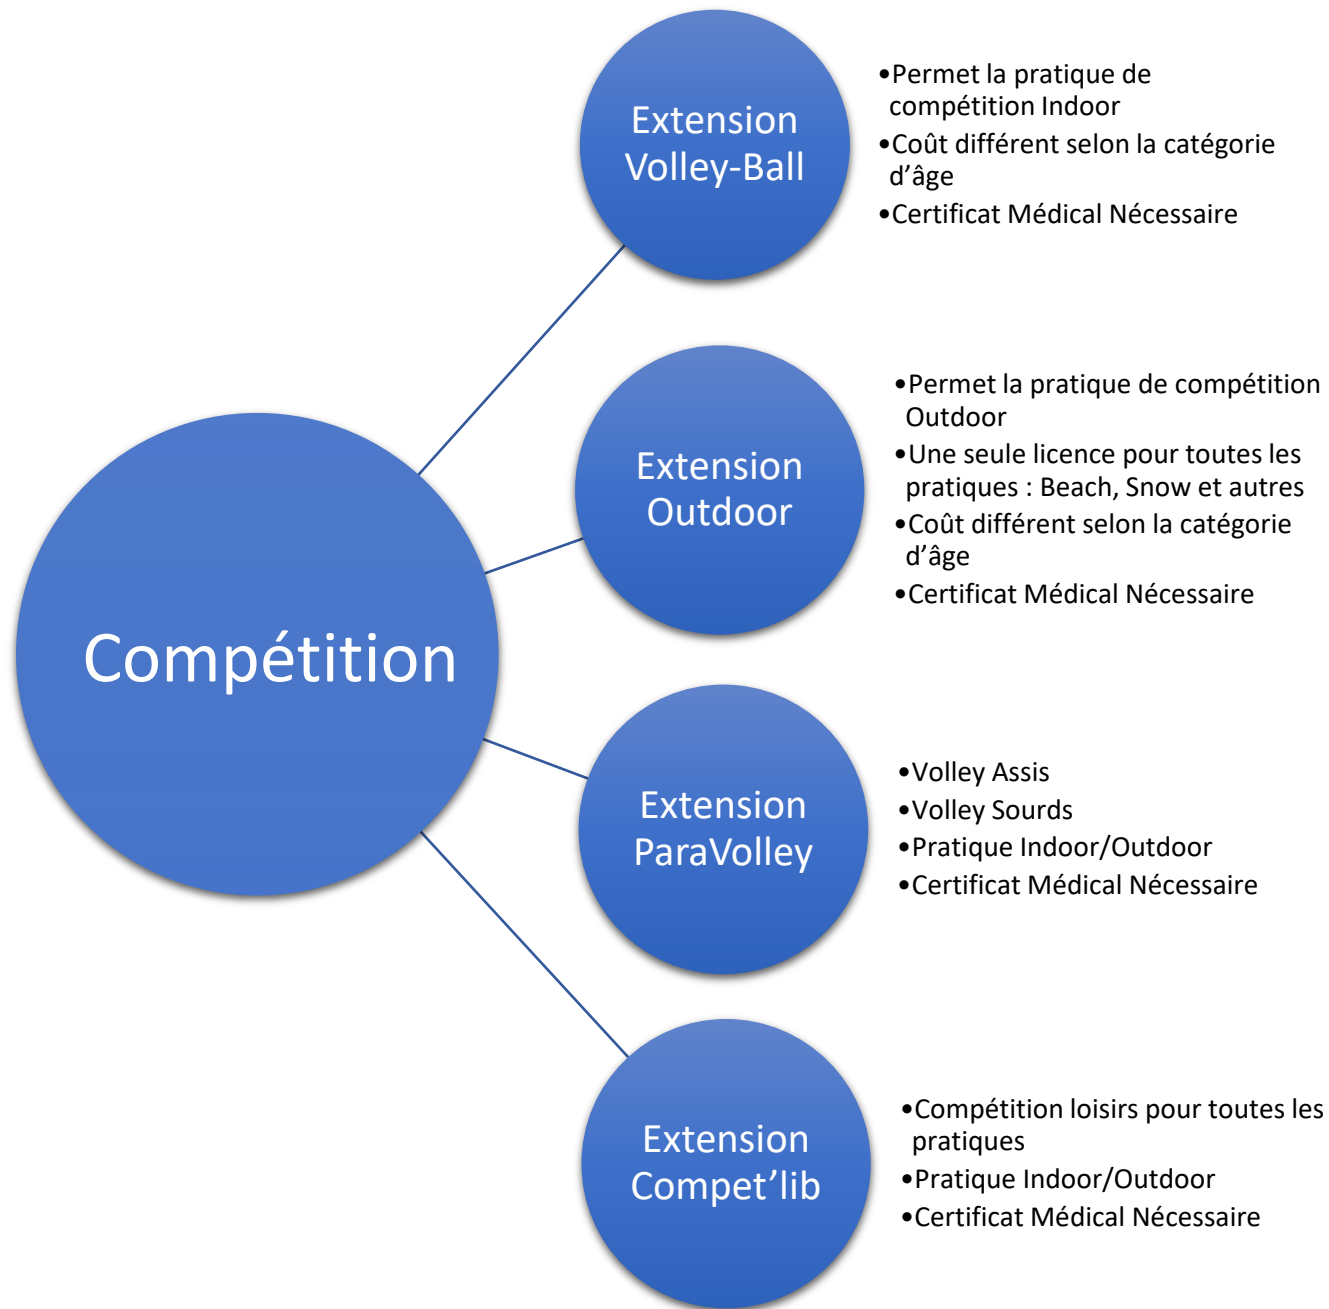 Compétition
Extension
Volley-Ball
•Permet la pratique de
compétition Indoor
•Coût différent selon la catégorie
d’âge
•Certificat Médical Nécessaire
Extension
Outdoor
•Permet la pratique de compétition
Outdoor
•Une seule licence pour toutes les
pratiques : Beach, Snow et autres
•Coût différent selon la catégorie
d’âge
•Certificat Médical Nécessaire
Extension
ParaVolley
•Volley Assis
•Volley Sourds
•Pratique Indoor/Outdoor
•Certificat Médical Nécessaire
Extension
Compet’lib
•Compétition loisirs pour toutes les
pratiques
•Pratique Indoor/Outdoor
•Certificat Médical Nécessaire